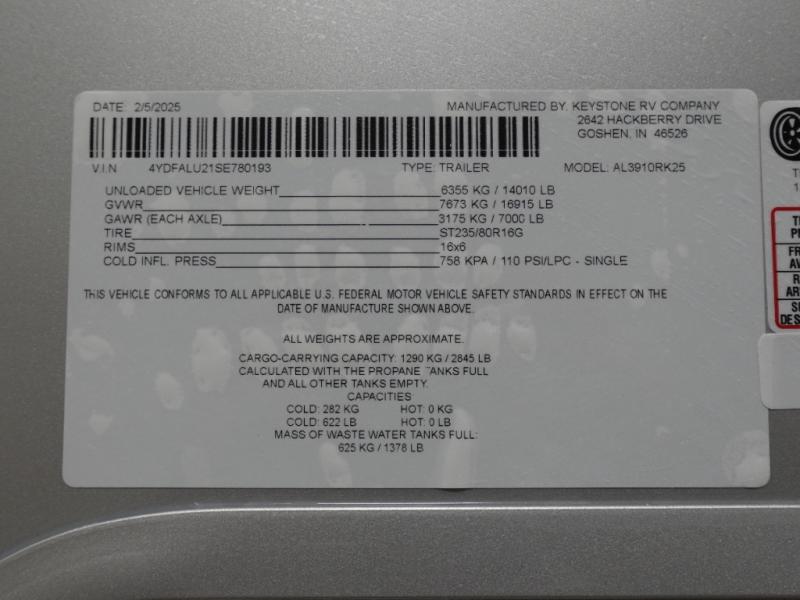 DATE: 2/5/2025
MANUFACTURED BY: KEYSTONE RV COMPANY
2642 HACKBERRY DRIVE
GOSHEN, IN 46526
V.I.N 4YDFALU21SE780193 TYPE: TRAILER MODEL: AL3910RK25
UNLOADED VEHICLE WEIGHT 6355 KG / 14010 LB
GVWR 7673 KG / 16915 LB
GAWR (EACH AXLE) 3175 KG / 7000 LB
TIRE ST235/80R16G
RIMS 16x6
COLD INFL. PRESS 758 KPA / 110 PSI/LPC - SINGLE
THIS VEHICLE CONFORMS TO ALL APPLICABLE U.S. FEDERAL MOTOR VEHICLE SAFETY STANDARDS IN EFFECT ON THE
DATE OF MANUFACTURE SHOWN ABOVE.
ALL WEIGHTS ARE APPROXIMATE.
CARGO-CARRYING CAPACITY: 1290 KG / 2845 LB
CALCULATED WITH THE PROPANE TANKS FULL
AND ALL OTHER TANKS EMPTY.
CAPACITIES
COLD: 282 KG HOT: 0 KG
COLD: 622 LB HOT: 0 LB
MASS OF WASTE WATER TANKS FULL:
625 KG / 1378 LB